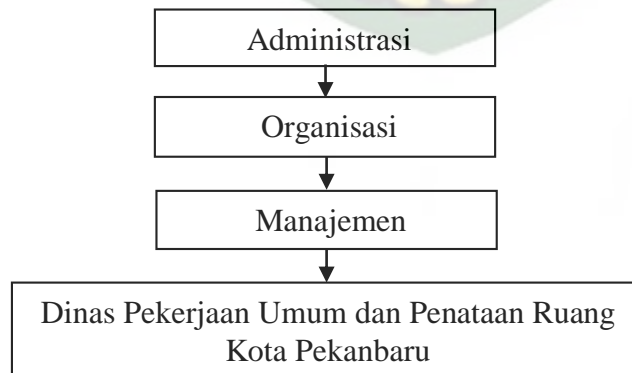 Administrasi
Organisasi
Manajemen
Dinas Pekerjaan Umum dan Penataan Ruang
Kota Pekanbaru